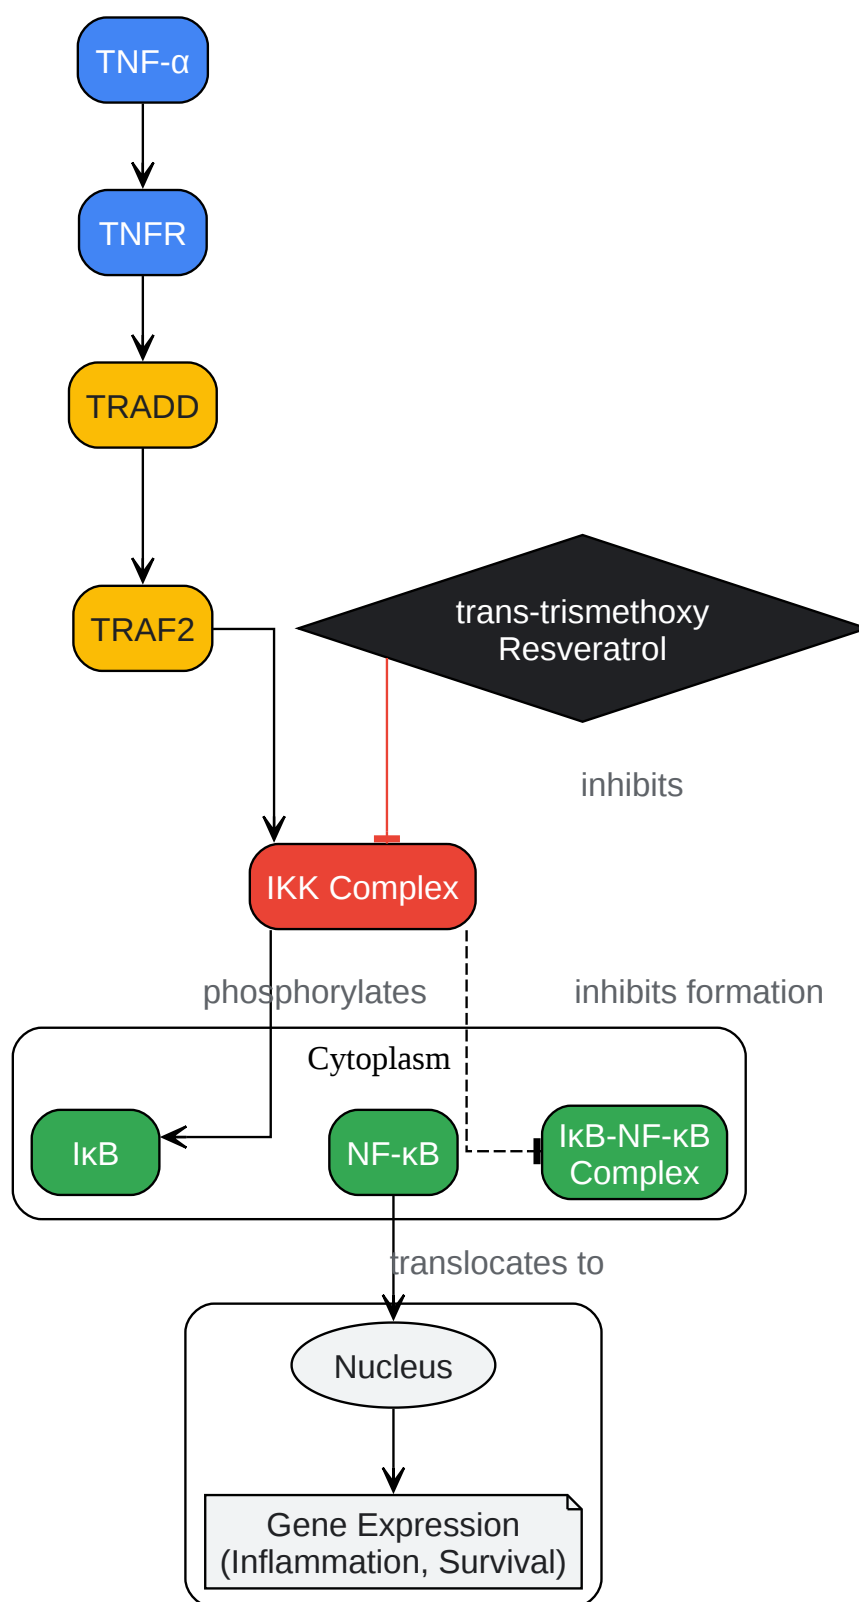 TNF-α
TNFR
TRADD
TRAF2
trans-trismethoxy
Resveratrol
inhibits
IKK Complex
phosphorylates
inhibits formation
Cytoplasm
IκB
NF-κB
IκB-NF-κB
Complex
translocates to
Nucleus
Gene Expression
(Inflammation, Survival)